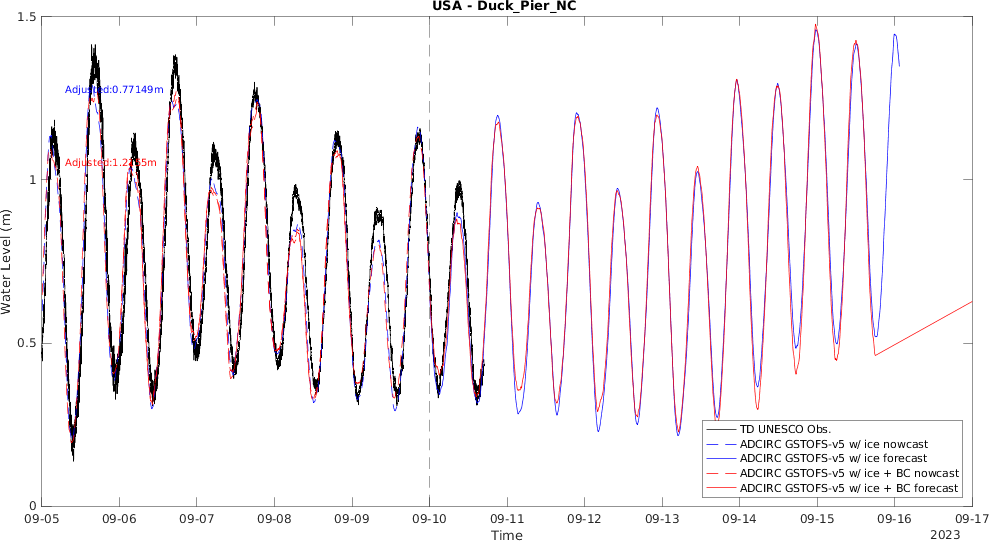 USA - Duck_Pier_NC
1.5
Adjusted:0.77149m
1
Water Level (m)
0.5
TD UNESCO Obs.
ADCIRC GSTOFS-v5 w/ ice nowcast
ADCIRC GSTOFS-v5 w/ ice forecast
ADCIRC GSTOFS-v5 w/ ice + BC nowcast
ADCIRC GSTOFS-v5 w/ ice + BC forecast
0
09-05 09-06 09-07 09-08 09-09 09-10 09-11 09-12 09-13 09-14 09-15 09-16 09-17
Time
2023